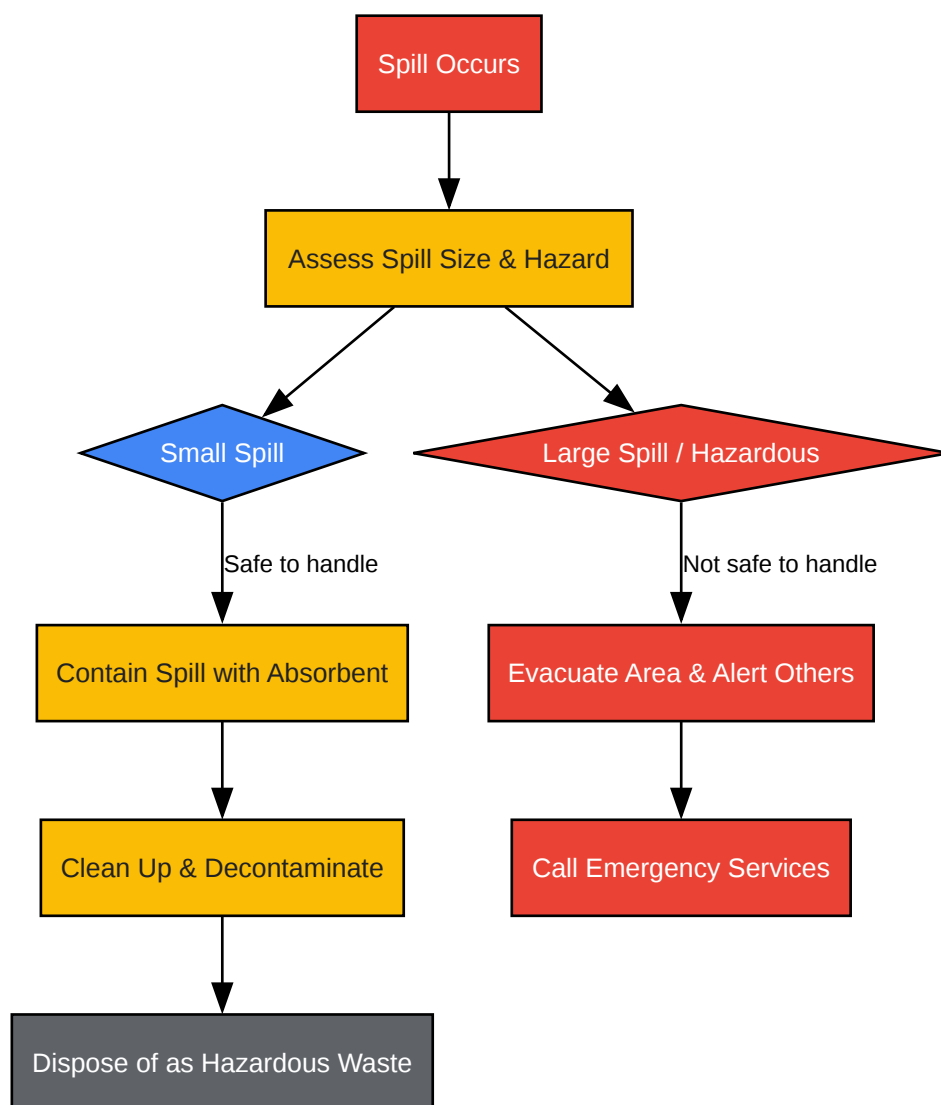 Spill Occurs
Assess Spill Size & Hazard
Small Spill
Large Spill / Hazardous
Safe to handle
Not safe to handle
Contain Spill with Absorbent
Evacuate Area & Alert Others
Clean Up & Decontaminate
Call Emergency Services
Dispose of as Hazardous Waste